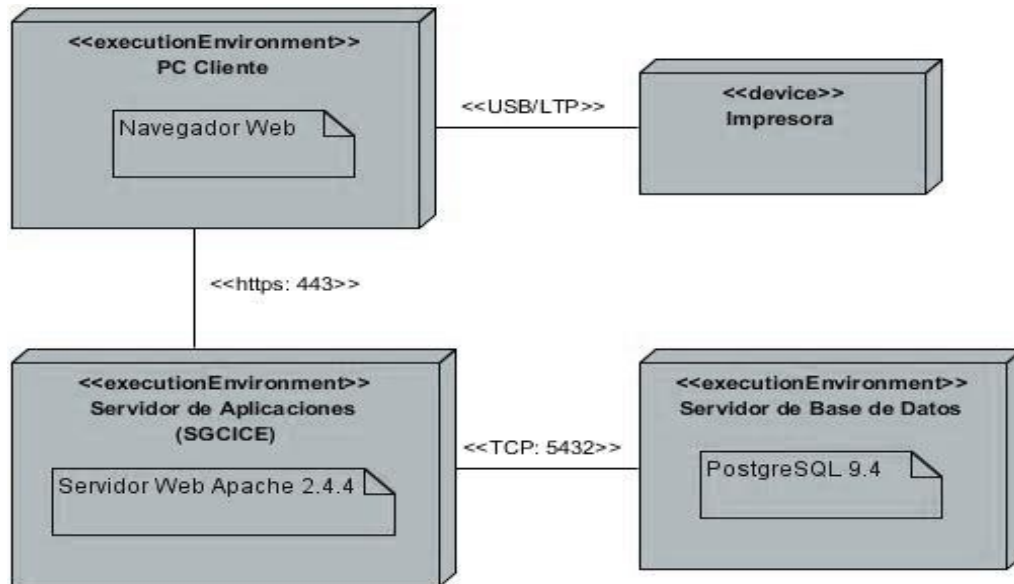 <<executionEnvironment>>
PC Cliente
Navegador Web
<<USB/LTP>>
<<device>>
Impresora
<<https: 443>>
<<executionEnvironment>>
Servidor de Aplicaciones
(SGCICE)
Servidor Web Apache 2.4.4
<<TCP: 5432>>
<<executionEnvironment>>
Servidor de Base de Datos
PostgreSQL 9.4